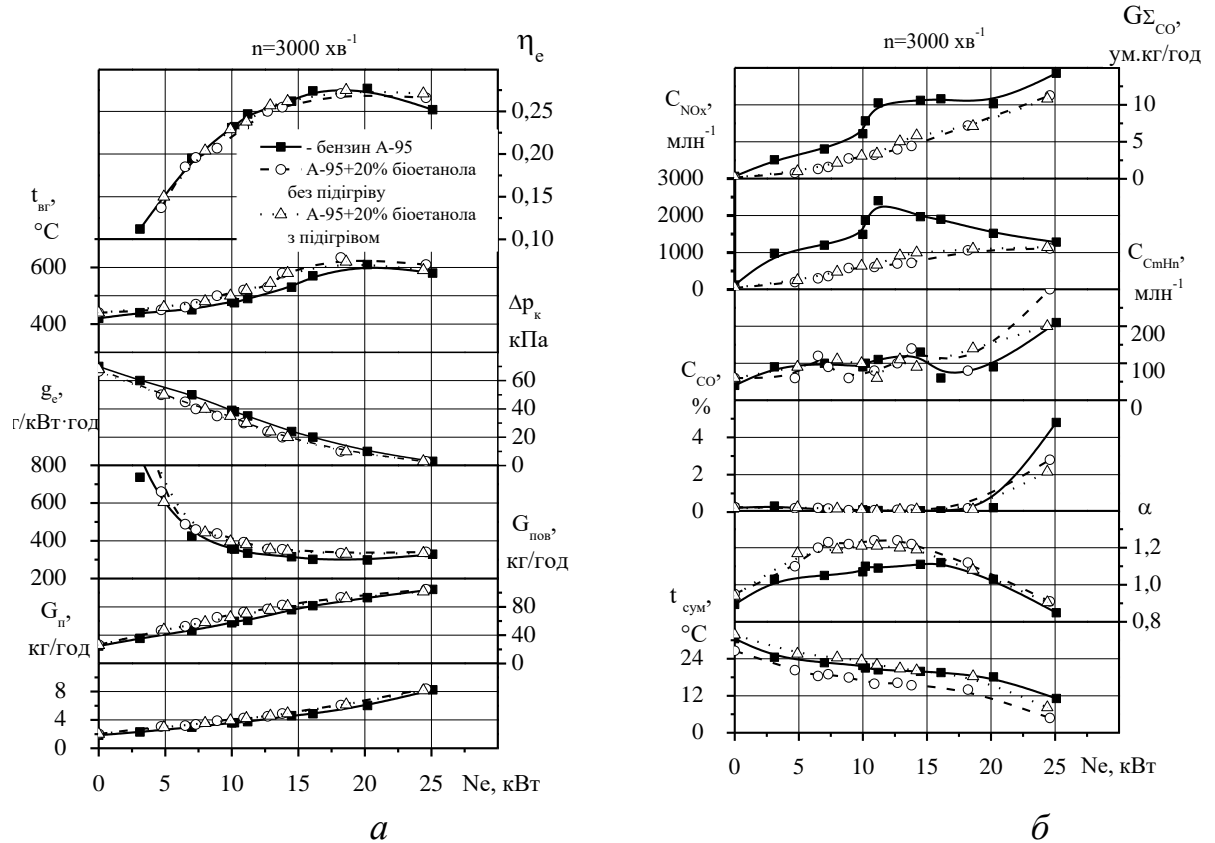 n=3000 хв⁻¹
ηe
0,25
0,20
0,15
0,10
- бензин А-95
- А-95+20% біоетанола
без підігріву
- А-95+20% біоетанола
з підігрівом
tвг,
°C
600
400
Δpк
кПа
60
40
20
0
ge,
г/кВт·год
800
600
400
200
Gпов
кг/год
80
40
0
Gп,
кг/год
8
4
0
0 5 10 15 20 25 Ne, кВт
а
GΣCO,
ум.кг/год
n=3000 хв⁻¹
10
5
0
CNOx,
млн⁻¹
3000
2000
1000
0
CCmHn,
млн⁻¹
200
100
0
CCO,
%
4
2
0
α
1,2
1,0
0,8
t сум,
°C
24
12
0
0 5 10 15 20 25 Ne, кВт
б